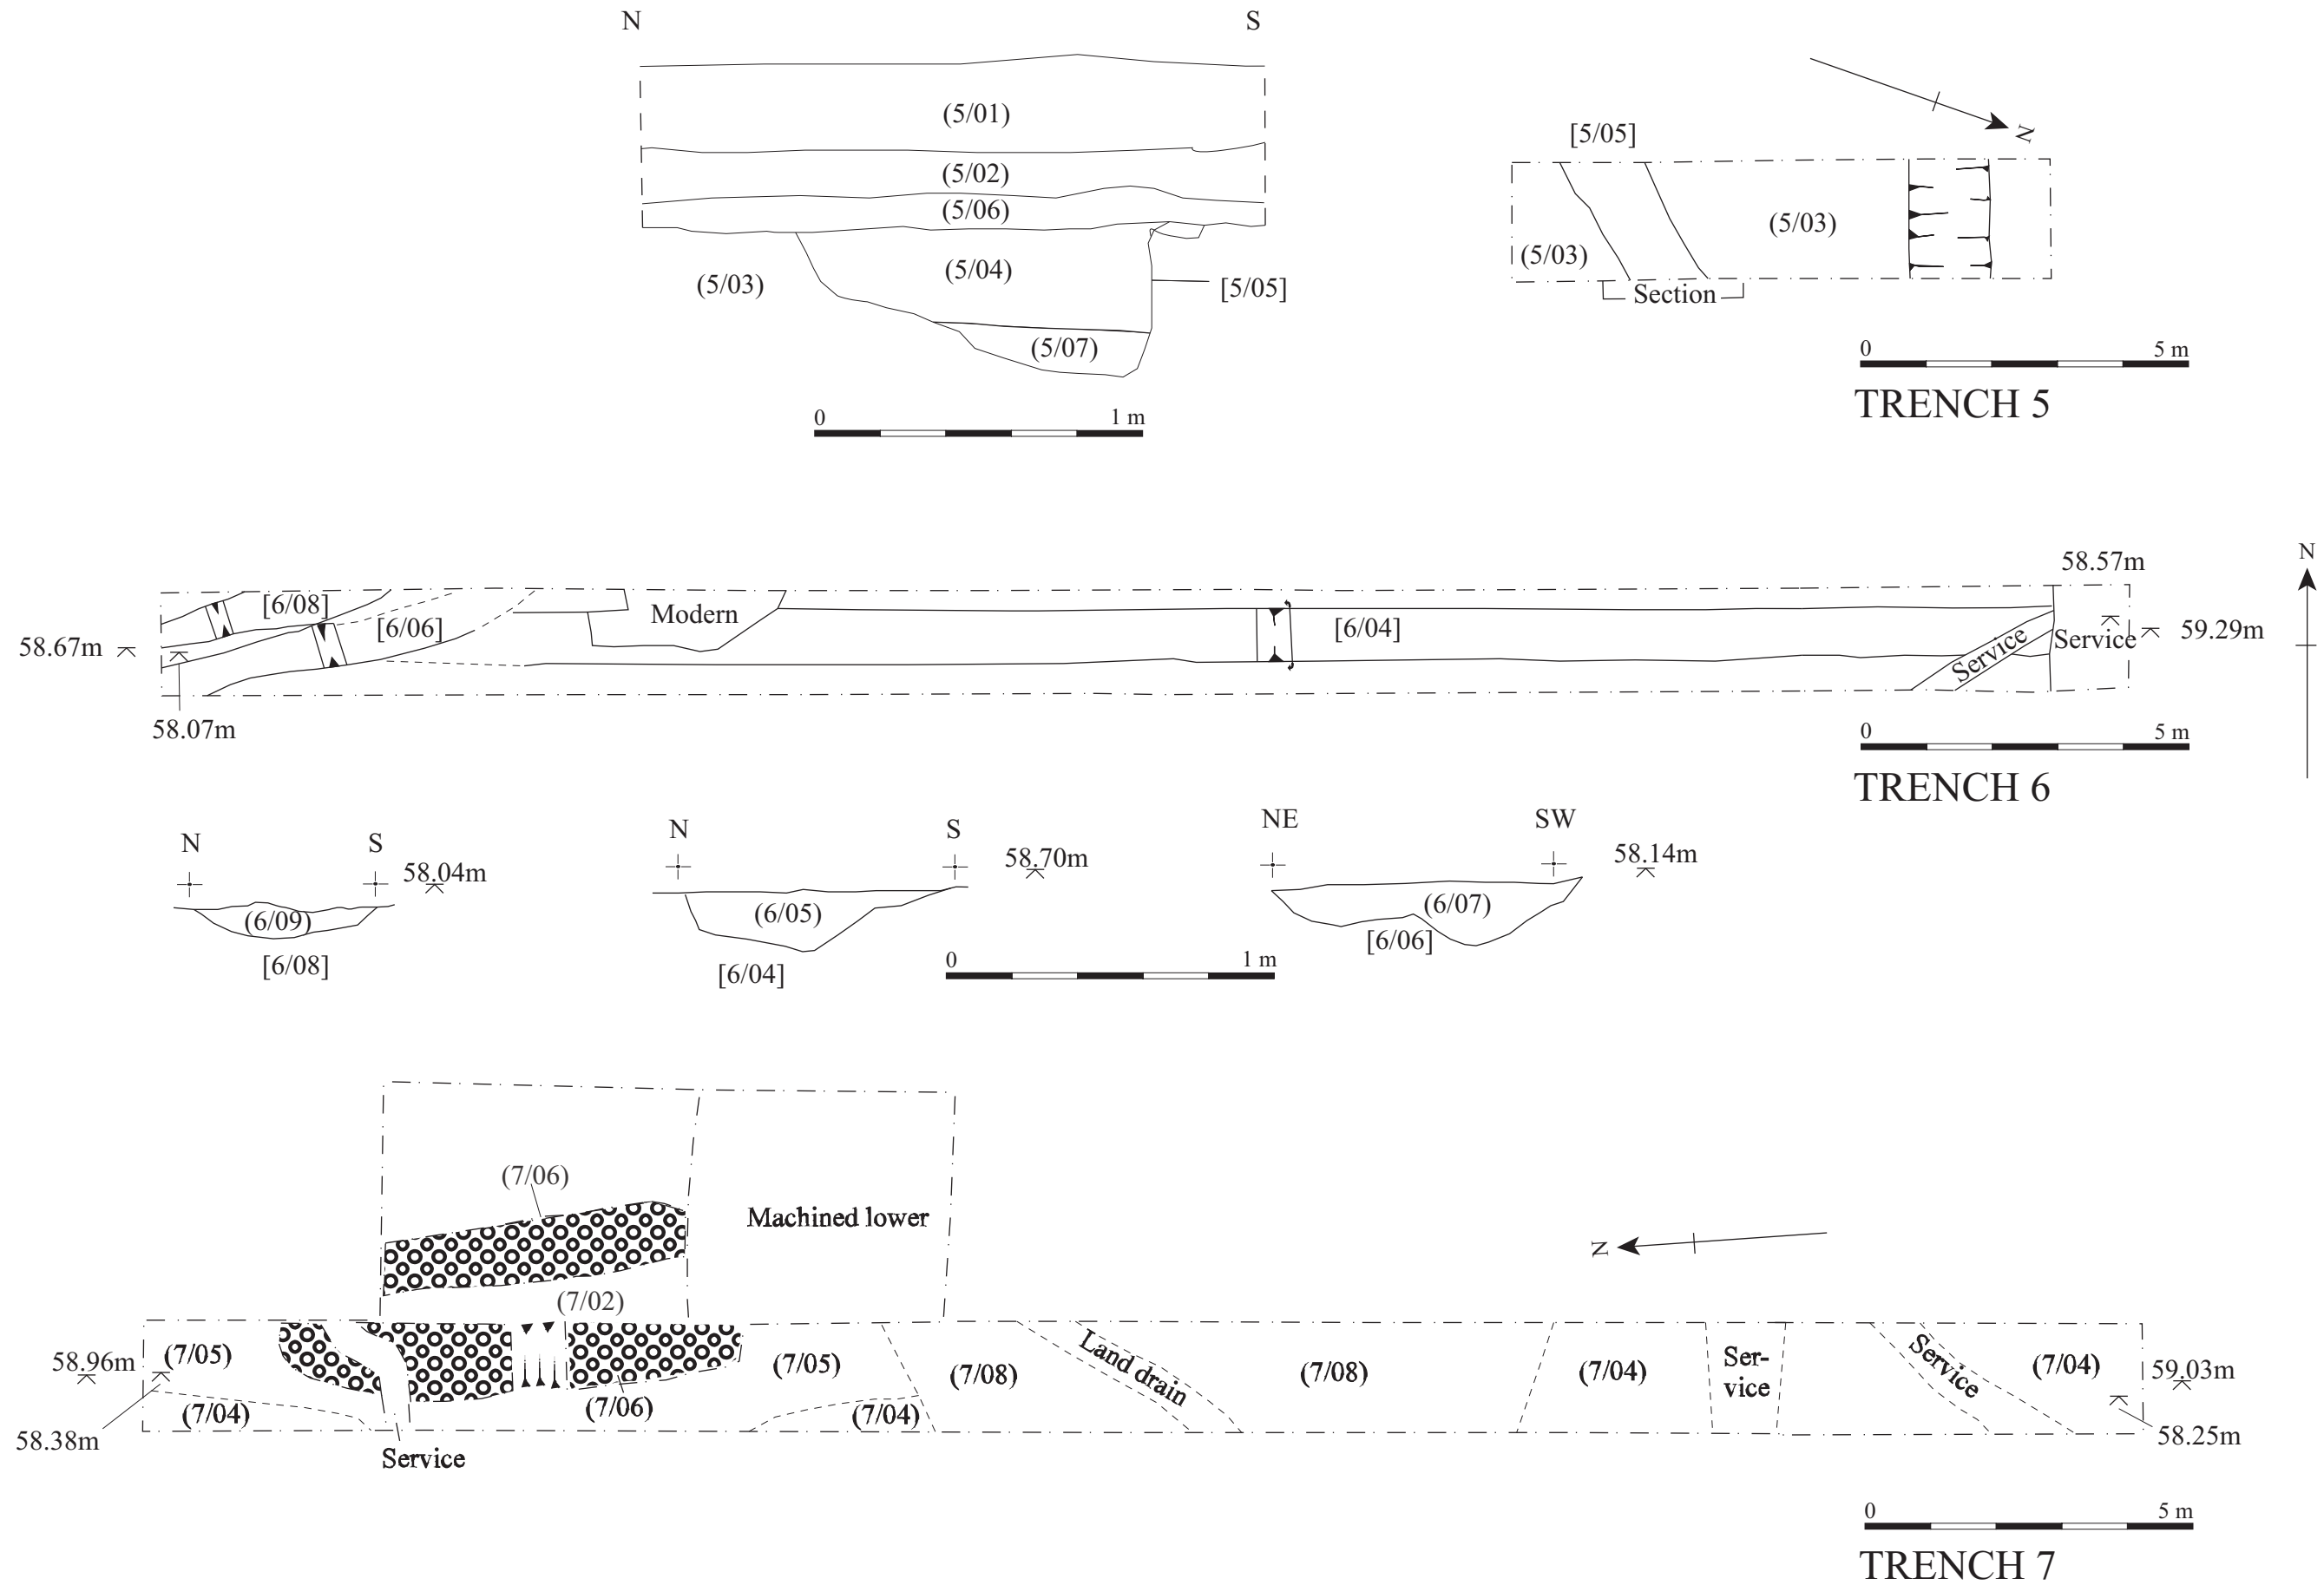 N S
(5/01)
(5/02)
(5/06)
(5/04)
(5/03)
[5/05]
(5/07)
0 1 m
N
[5/05]
(5/03)
(5/03)
Section
0 5 m
TRENCH 5
58.57m
N
[6/08]
Modern
[6/06]
[6/04]
58.67m
Service
Service
59.29m
58.07m
0 5 m
TRENCH 6
N S
58.04m
(6/09)
[6/08]
N S
58.70m
(6/05)
[6/04]
0 1 m
NE SW
58.14m
(6/07)
[6/06]
(7/06)
Machined lower
N
(7/02)
58.96m
(7/05)
(7/04)
58.38m
Service
(7/06)
(7/05)
(7/04)
(7/08)
Land drain
(7/08)
(7/04)
Ser-
vice
Service
(7/04)
59.03m
58.25m
0 5 m
TRENCH 7